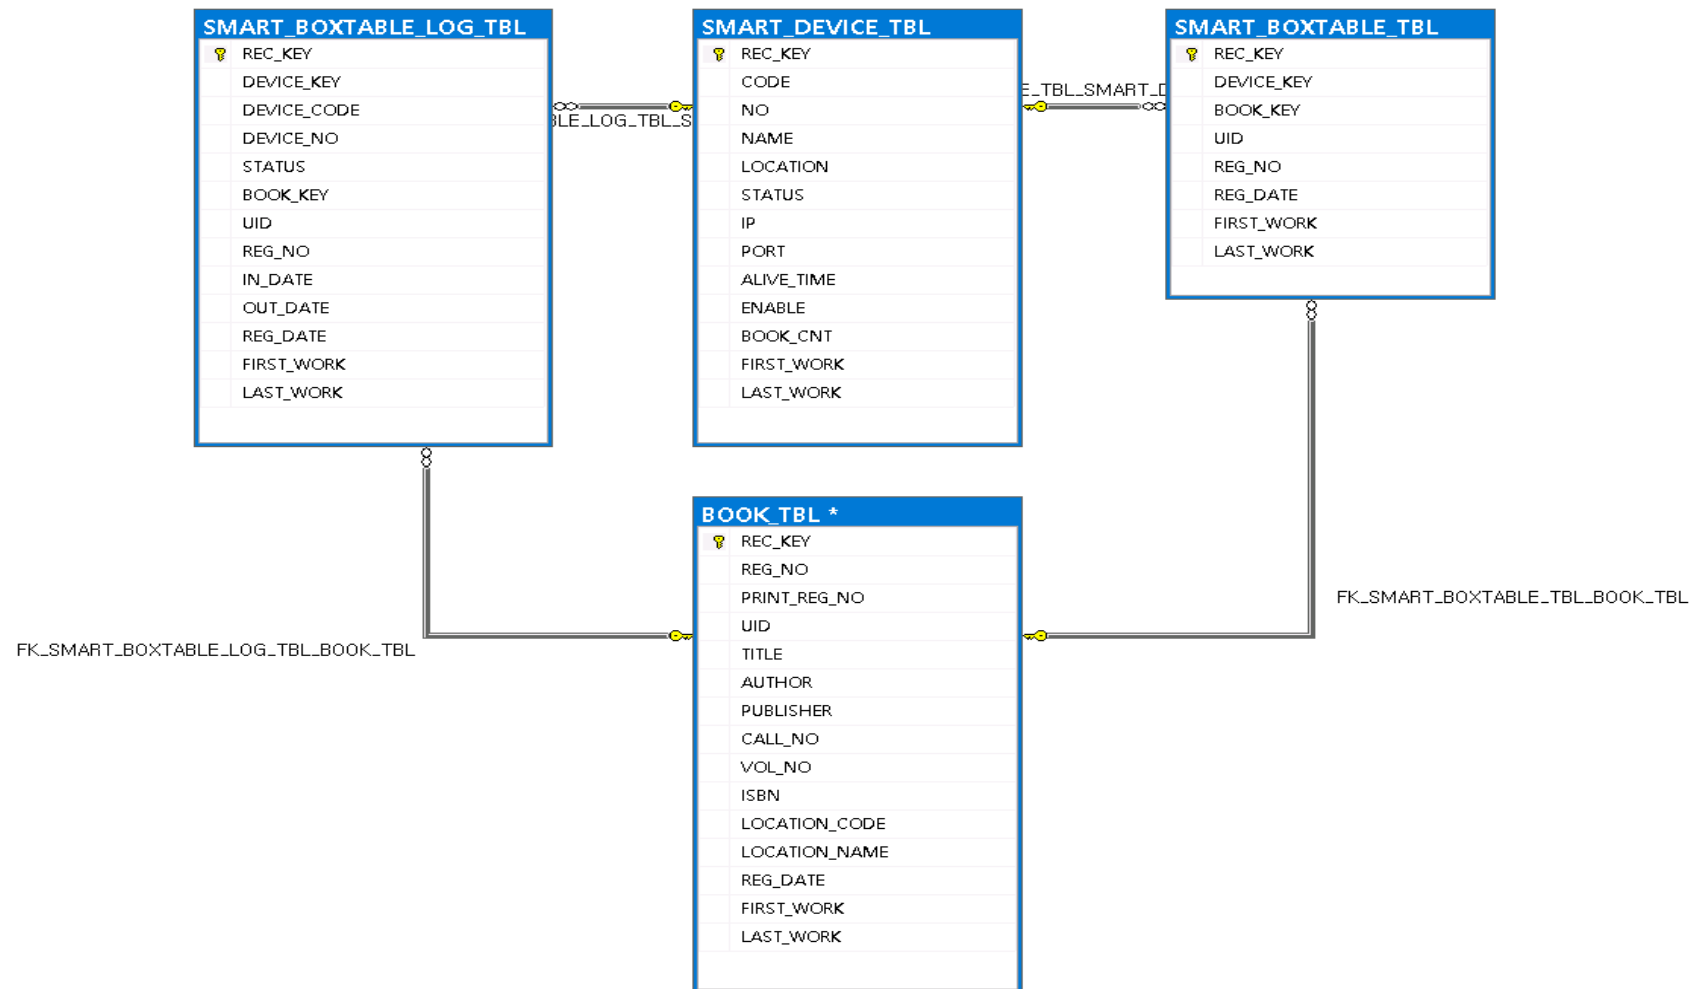 SMART_BOXTABLE_LOG_TBL
REC_KEY
DEVICE_KEY
DEVICE_CODE
DEVICE_NO
STATUS
BOOK_KEY
UID
REG_NO
IN_DATE
OUT_DATE
REG_DATE
FIRST_WORK
LAST_WORK
BLE_LOG_TBL_S
SMART_DEVICE_TBL
REC_KEY
CODE
NO
NAME
LOCATION
STATUS
IP
PORT
ALIVE_TIME
ENABLE
BOOK_CNT
FIRST_WORK
LAST_WORK
E_TBL_SMART_D
SMART_BOXTABLE_TBL
REC_KEY
DEVICE_KEY
BOOK_KEY
UID
REG_NO
REG_DATE
FIRST_WORK
LAST_WORK
FK_SMART_BOXTABLE_LOG_TBL_BOOK_TBL
BOOK_TBL *
REC_KEY
REG_NO
PRINT_REG_NO
UID
TITLE
AUTHOR
PUBLISHER
CALL_NO
VOL_NO
ISBN
LOCATION_CODE
LOCATION_NAME
REG_DATE
FIRST_WORK
LAST_WORK
FK_SMART_BOXTABLE_TBL_BOOK_TBL